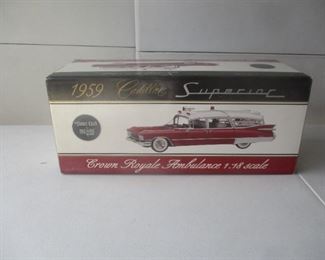 1959 Cadillac Superior
Crown Royale Ambulance 1:18 scale